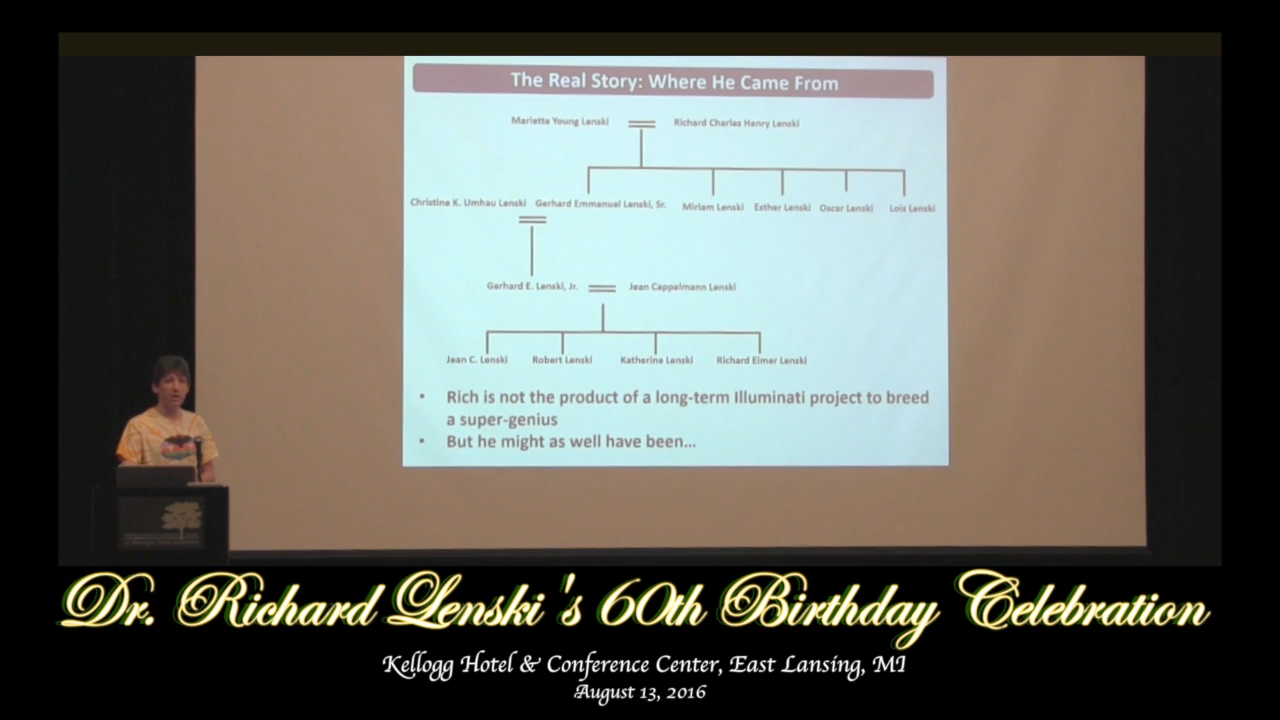 The Real Story: Where He Came From
Marietta Young Lenski Richard Charles Henry Lenski
Christine K. Umhau Lenski Gerhard Emmanuel Lenski, Sr. Miriam Lenski Esther Lenski Oscar Lenski Lois Lenski
Gerhard E. Lenski, Jr. Jean Cappelmann Lenski
Jean C. Lenski Robert Lenski Katherine Lenski Richard Eimer Lenski
• Rich is not the product of a long-term Illuminati project to breed
a super-genius
• But he might as well have been...
Dr. Richard Lenski's 60th Birthday Celebration
Kellogg Hotel & Conference Center, East Lansing, MI
August 13, 2016